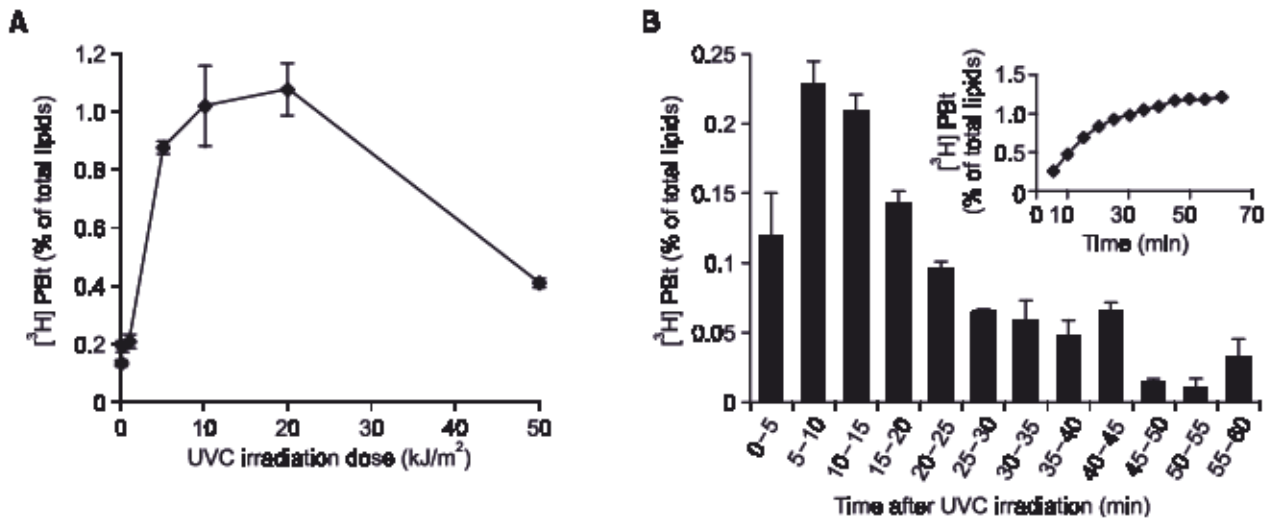 A
1.2
1.0
0.8
0.6
0.4
0.2
0
[³H] PBt (% of total lipids)
0 10 20 30 40 50
UVC irradiation dose (kJ/m²)
B
0.25
0.2
0.15
0.1
0.05
0
[³H] PBt (% of total lipids)
0–5 5–10 10–15 15–20 20–25 25–30 30–35 35–40 40–45 45–50 50–55 55–60
Time after UVC irradiation (min)
1.5
1.0
1.5
0
[³H] PBt
(% of total lipids)
0 10 30 50 70
Time (min)